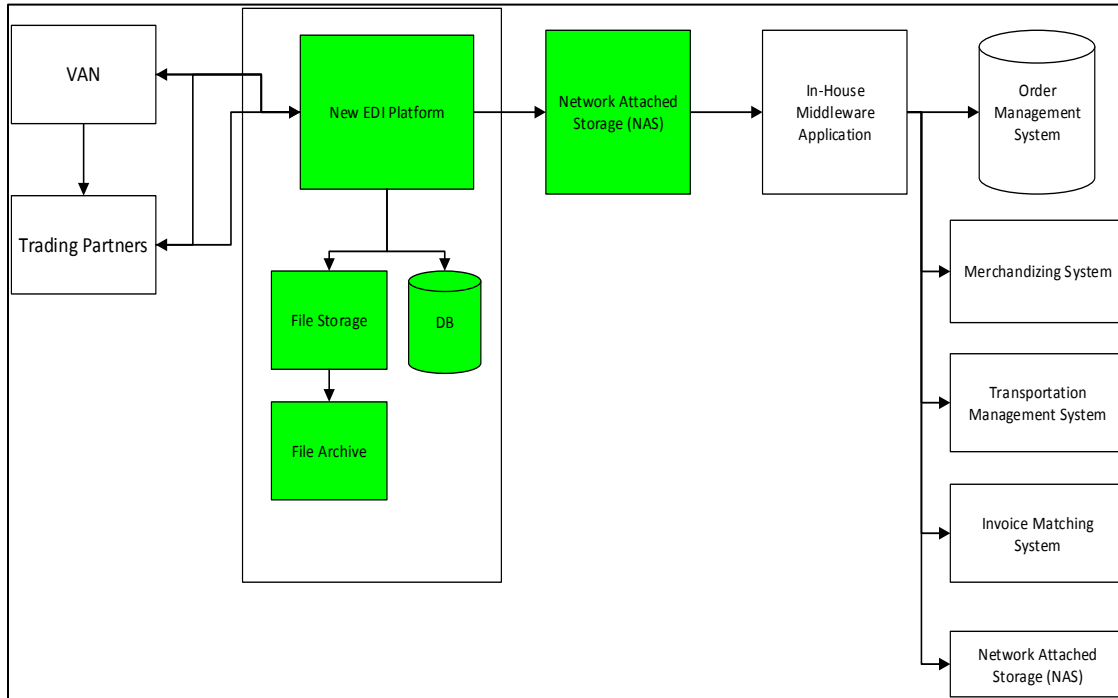 VAN
Trading Partners
New EDI Platform
File Storage
DB
File Archive
Network Attached
Storage (NAS)
In-House
Middleware
Application
Order
Management
System
Merchandizing System
Transportation
Management System
Invoice Matching
System
Network Attached
Storage (NAS)